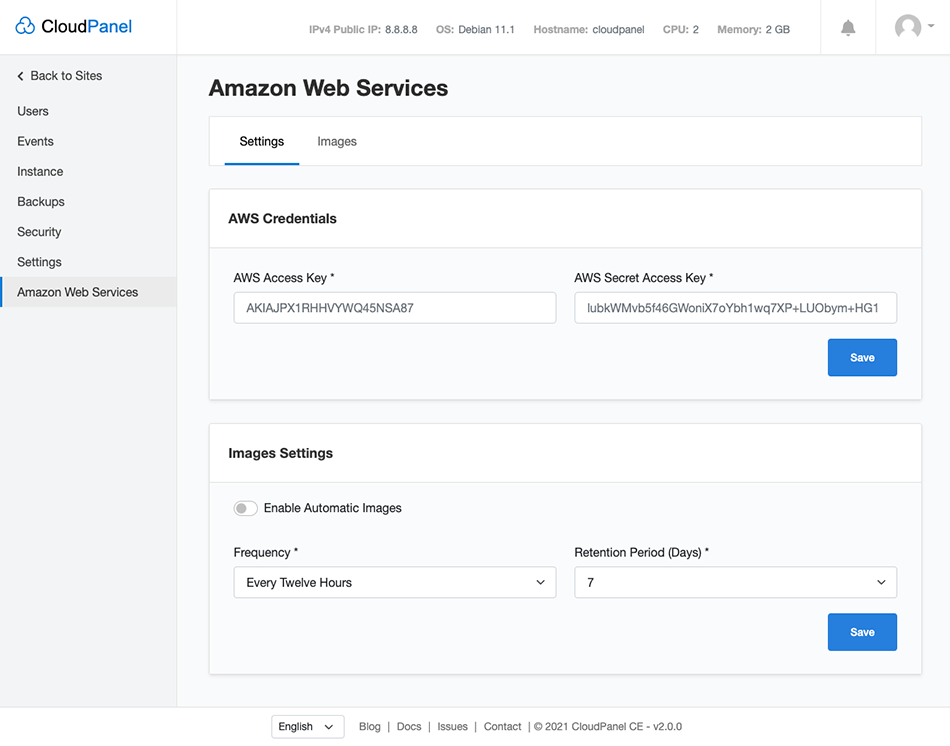 CloudPanel
IPv4 Public IP: 8.8.8.8 OS: Debian 11.1 Hostname: cloudpanel CPU: 2 Memory: 2 GB
Back to Sites
Users
Events
Instance
Backups
Security
Settings
Amazon Web Services
Amazon Web Services
Settings Images
AWS Credentials
AWS Access Key * AWS Secret Access Key *
AKIAJPX1RHHVYWQ45NSA87 lubkWMvb5f46GWoniX7oYbh1wq7XP+LUObym+HG1
Save
Images Settings
Enable Automatic Images
Frequency * Retention Period (Days) *
Every Twelve Hours 7
Save
English Blog | Docs | Issues | Contact | © 2021 CloudPanel CE - v2.0.0